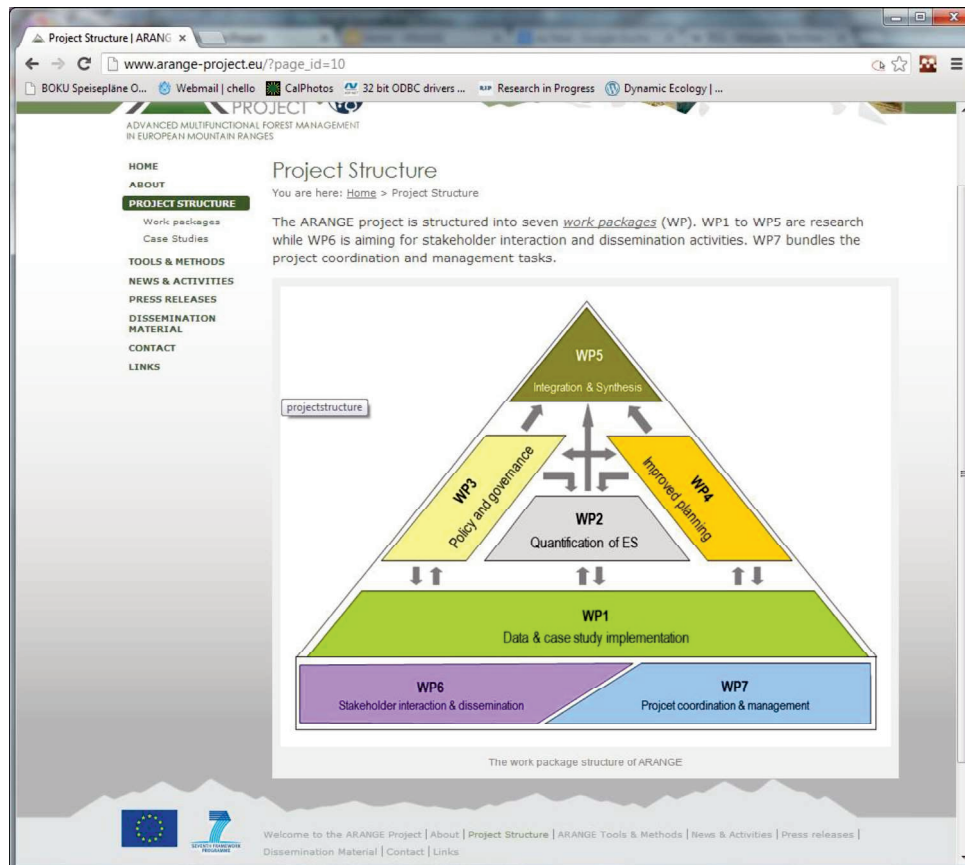 Project Structure | ARANG ×
www.arange-project.eu/?page_id=10
BOKU Speisepläne O... Webmail | chello CalPhotos 32 bit ODBC drivers ... RIP Research in Progress Dynamic Ecology | ...
PROJECT
ADVANCED MULTIFUNCTIONAL FOREST MANAGEMENT
IN EUROPEAN MOUNTAIN RANGES
HOME
ABOUT
PROJECT STRUCTURE
Work packages
Case Studies
TOOLS & METHODS
NEWS & ACTIVITIES
PRESS RELEASES
DISSEMINATION
MATERIAL
CONTACT
LINKS
Project Structure
You are here: Home > Project Structure
The ARANGE project is structured into seven work packages (WP). WP1 to WP5 are research
while WP6 is aiming for stakeholder interaction and dissemination activities. WP7 bundles the
project coordination and management tasks.
WP5
Integration & Synthesis
projectstructure
WP3
Policy and governance
WP4
Improved planning
WP2
Quantification of ES
WP1
Data & case study implementation
WP6
Stakeholder interaction & dissemination
WP7
Projcet coordination & management
The work package structure of ARANGE
SEVENTH FRAMEWORK
PROGRAMME
Welcome to the ARANGE Project | About | Project Structure | ARANGE Tools & Methods | News & Activities | Press releases |
Dissemination Material | Contact | Links